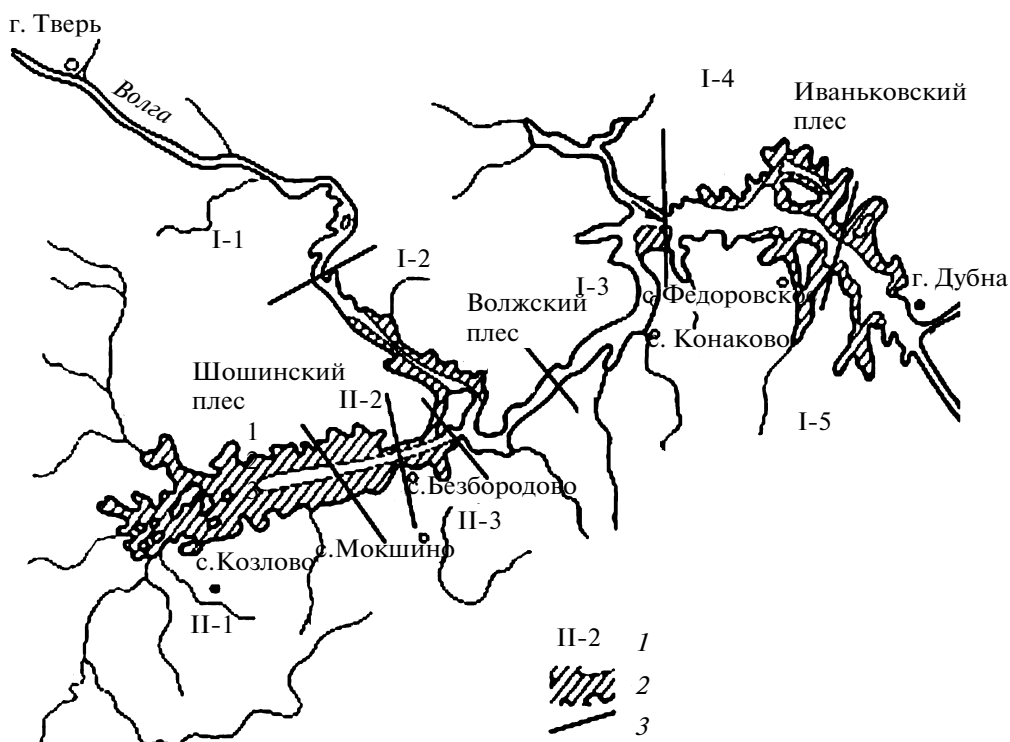 г. Тверь
Волга
I-4
Иваньковский
плес
I-1
I-2
I-3
г. Дубна
с. Федоровско
Волжский
плес
с. Конаково
Шошинский
плес
II-2
1
I-5
с.Безбородово
II-3
с.Мокшино
с.Козлово
II-1
II-2 1
2
3